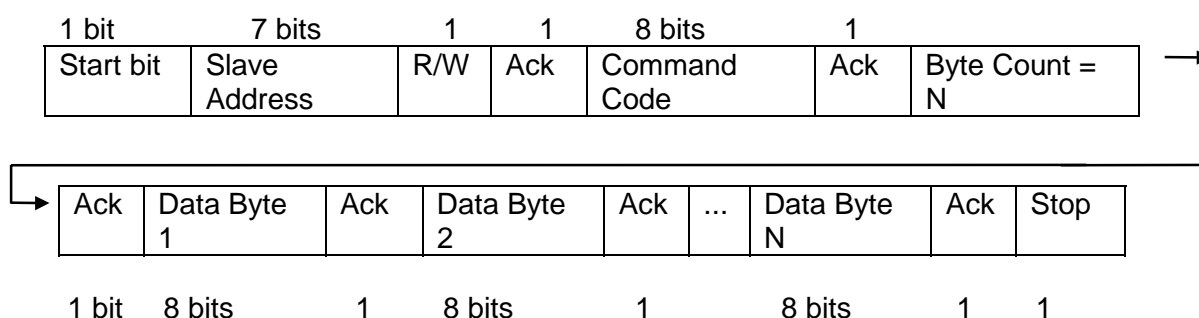 1 bit 7 bits 1 1 8 bits 1
Start bit Slave R/W Ack Command Ack Byte Count =
Address Code N
Ack Data Byte Ack Data Byte Ack ... Data Byte Ack Stop
1 2 N
1 bit 8 bits 1 8 bits 1 8 bits 1 1